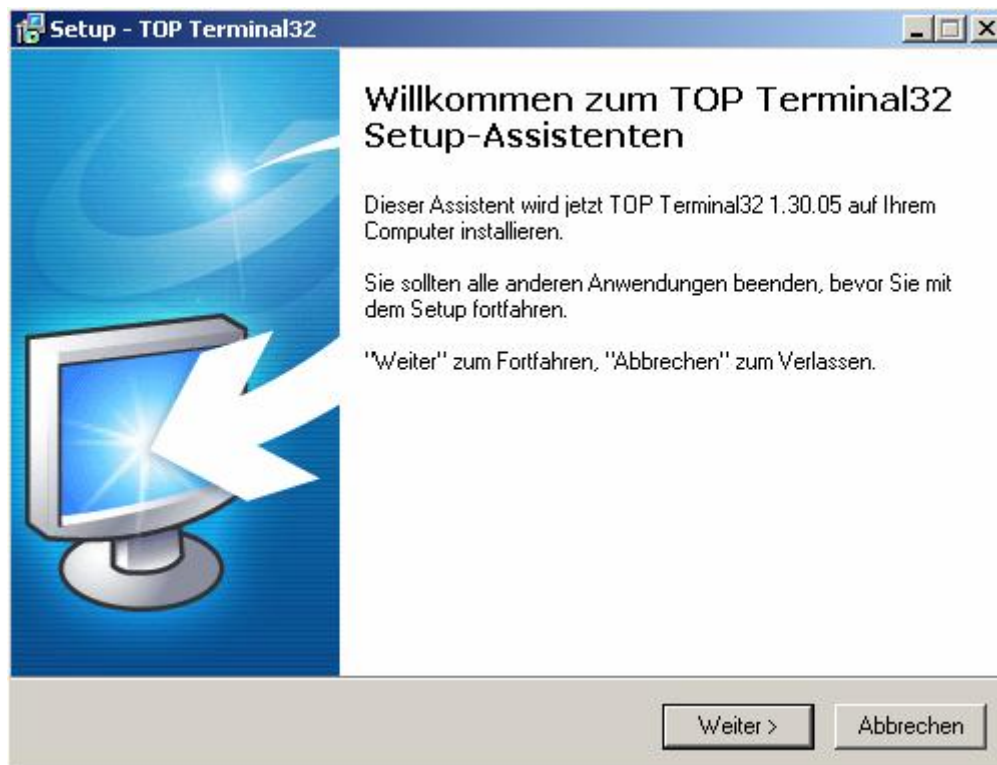 Setup - TOP Terminal32
Willkommen zum TOP Terminal32
Setup-Assistenten
Dieser Assistent wird jetzt TOP Terminal32 1.30.05 auf Ihrem
Computer installieren.
Sie sollten alle anderen Anwendungen beenden, bevor Sie mit
dem Setup fortfahren.
"Weiter" zum Fortfahren, "Abbrechen" zum Verlassen.
Weiter >
Abbrechen